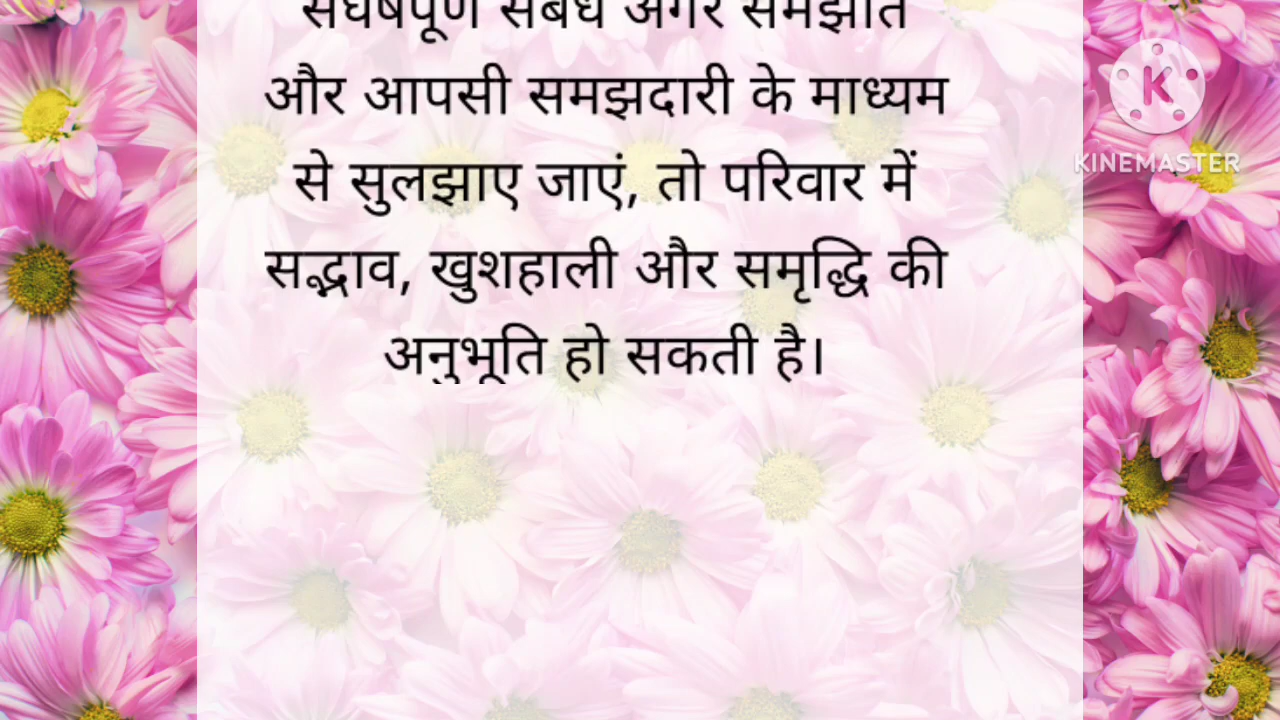 संघर्षपूर्ण संबंध अगर समझौते
और आपसी समझदारी के माध्यम
से सुलझाए जाएं, तो परिवार में
सद्भाव, खुशहाली और समृद्धि की
अनुभूति हो सकती है।
K
KINEMASTER